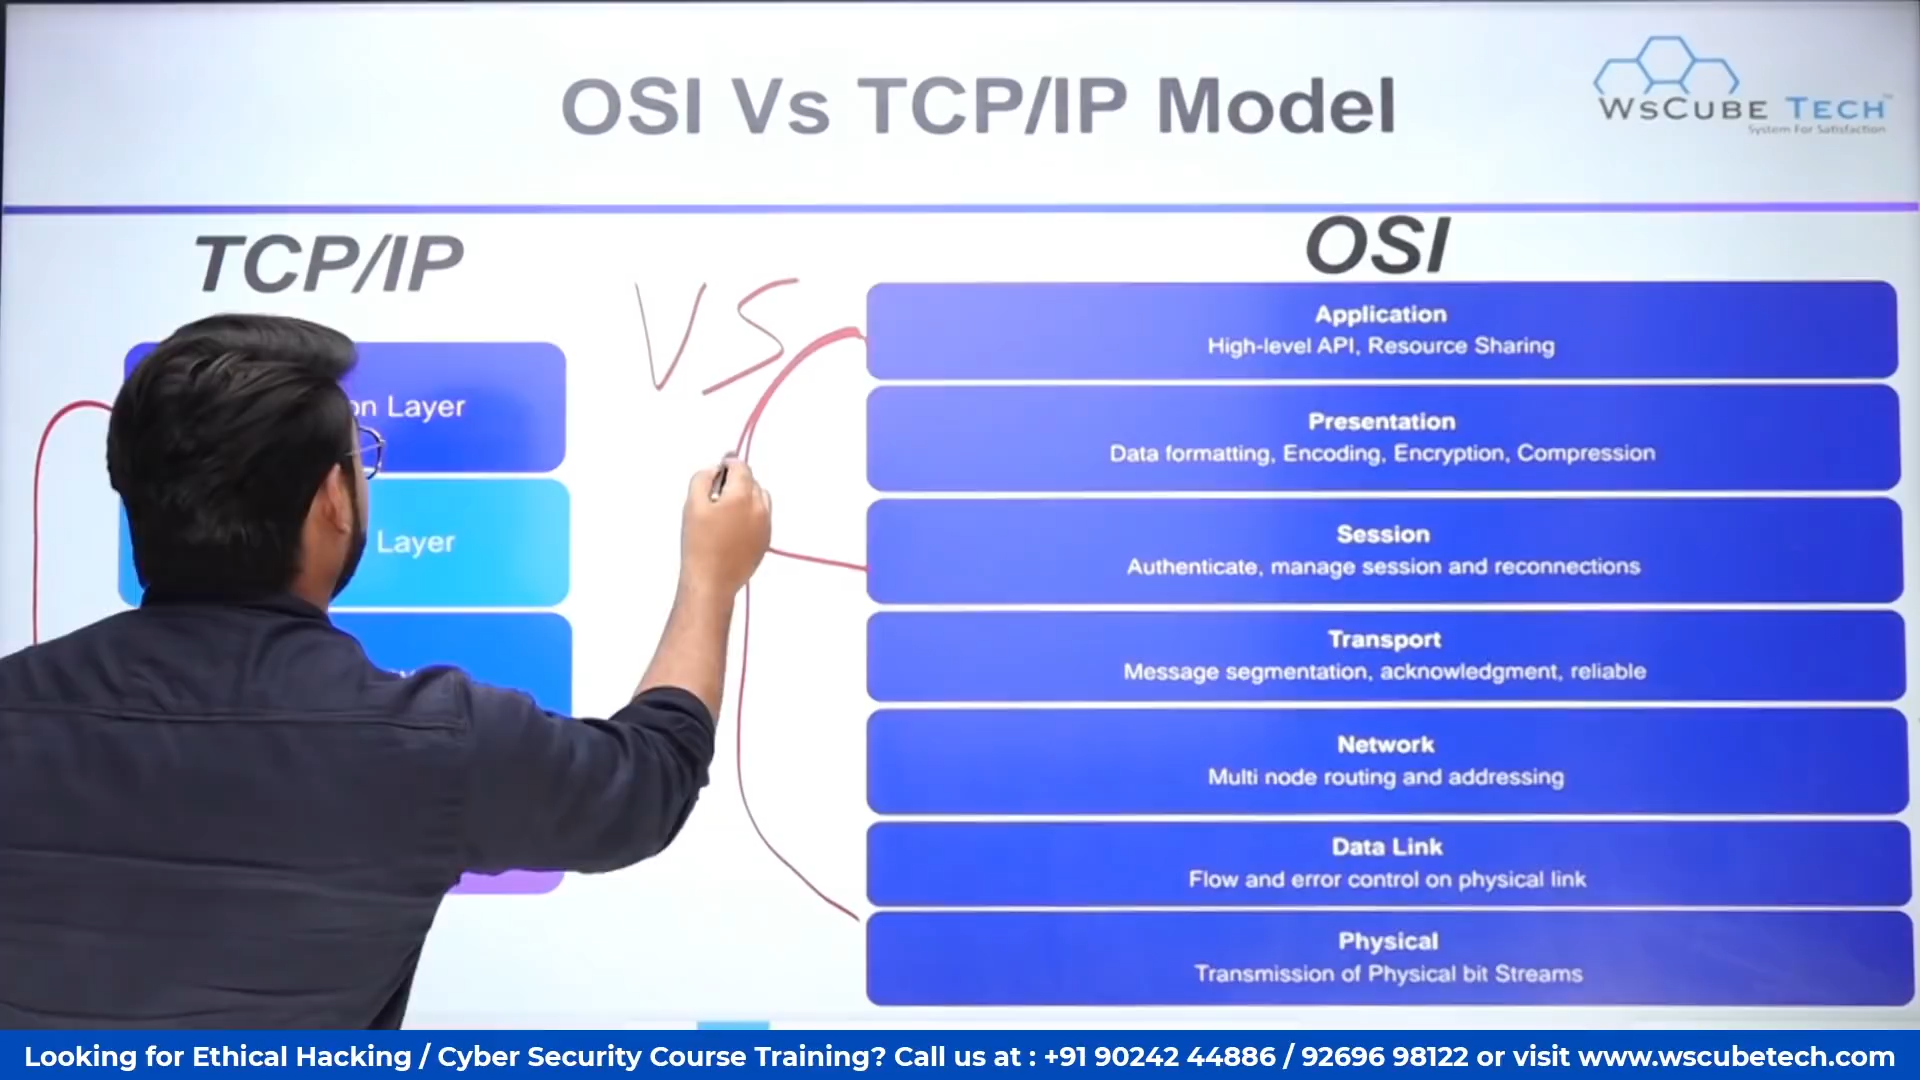 OSI Vs TCP/IP Model
WsCube Tech
System For Satisfaction
TCP/IP
VS
OSI
Layer
Layer
Application
High-level API, Resource Sharing
Presentation
Data formatting, Encoding, Encryption, Compression
Session
Authenticate, manage session and reconnections
Transport
Message segmentation, acknowledgment, reliable
Network
Multi node routing and addressing
Data Link
Flow and error control on physical link
Physical
Transmission of Physical bit Streams
Looking for Ethical Hacking / Cyber Security Course Training? Call us at : +91 90242 44886 / 92696 98122 or visit www.wscubetech.com